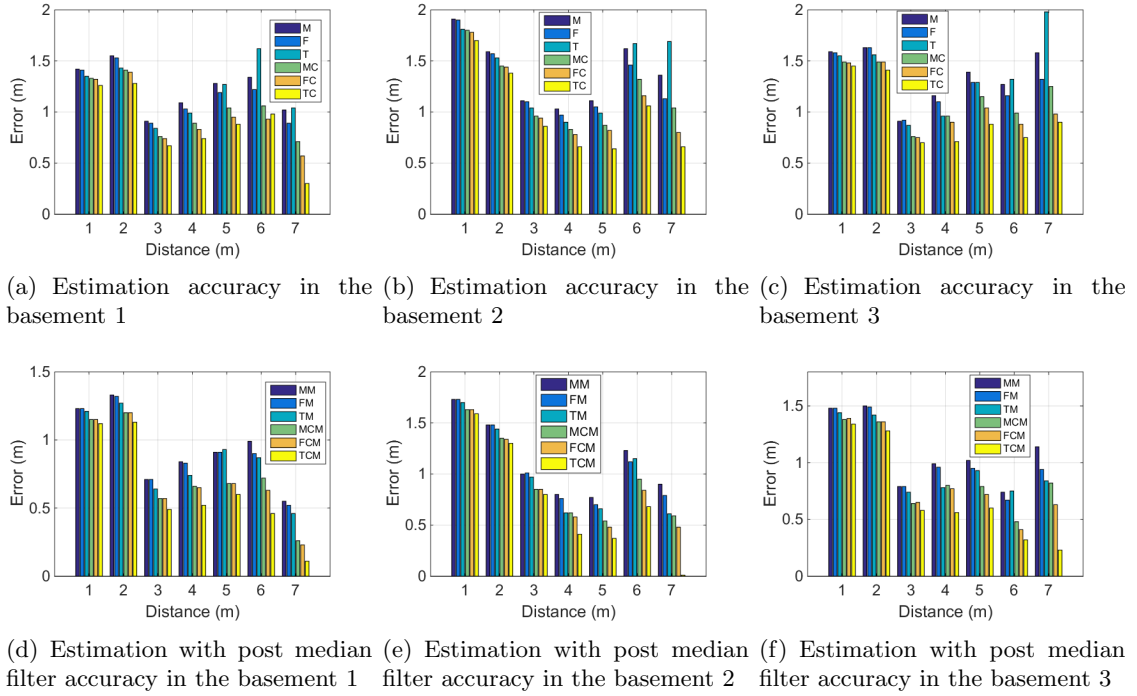 2
1.5
1
0.5
0
Error (m)
M
F
T
MC
FC
TC
1 2 3 4 5 6 7
Distance (m)
2
1.5
1
0.5
0
Error (m)
M
F
T
MC
FC
TC
1 2 3 4 5 6 7
Distance (m)
2
1.5
1
0.5
0
Error (m)
M
F
T
MC
FC
TC
1 2 3 4 5 6 7
Distance (m)
(a) Estimation accuracy in the
basement 1
(b) Estimation accuracy in the
basement 2
(c) Estimation accuracy in the
basement 3
1.5
1
0.5
0
Error (m)
MM
FM
TM
MCM
FCM
TCM
1 2 3 4 5 6 7
Distance (m)
2
1.5
1
0.5
0
Error (m)
MM
FM
TM
MCM
FCM
TCM
1 2 3 4 5 6 7
Distance (m)
1.5
1
0.5
0
Error (m)
MM
FM
TM
MCM
FCM
TCM
1 2 3 4 5 6 7
Distance (m)
(d) Estimation with post median
filter accuracy in the basement 1
(e) Estimation with post median
filter accuracy in the basement 2
(f) Estimation with post median
filter accuracy in the basement 3